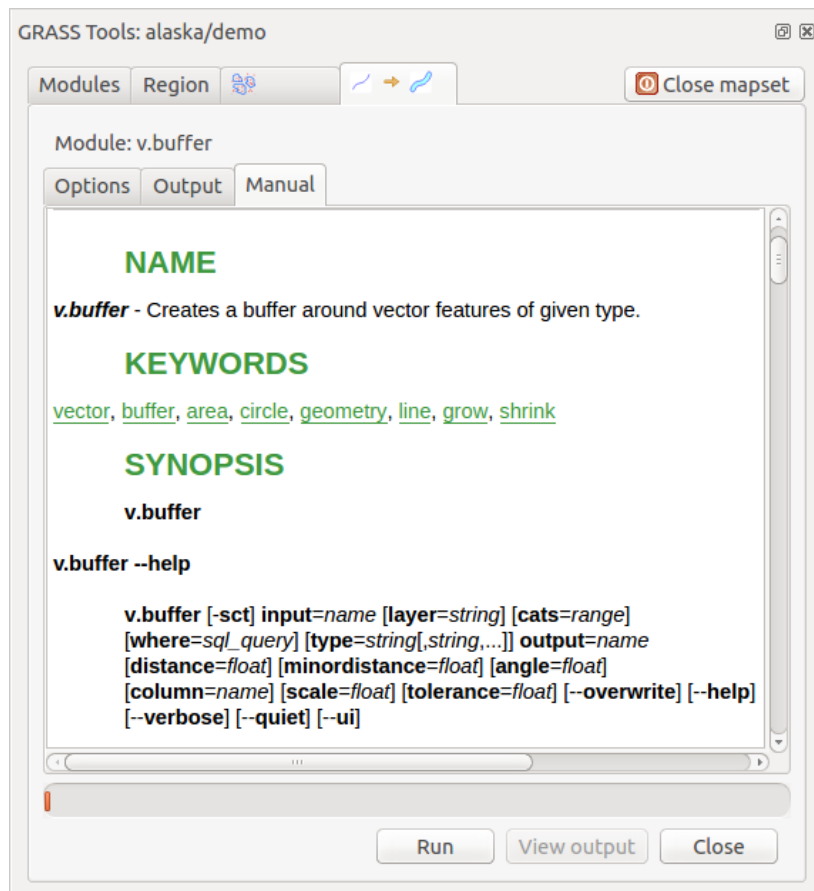 GRASS Tools: alaska/demo
Modules Region Close mapset
Module: v.buffer
Options Output Manual
NAME
v.buffer - Creates a buffer around vector features of given type.
KEYWORDS
vector, buffer, area, circle, geometry, line, grow, shrink
SYNOPSIS
v.buffer
v.buffer --help
v.buffer [-sct] input=name [layer=string] [cats=range]
[where=sql_query] [type=string[,string,...]] output=name
[distance=float] [minordistance=float] [angle=float]
[column=name] [scale=float] [tolerance=float] [--overwrite] [--help]
[--verbose] [--quiet] [--ui]
Run View output Close